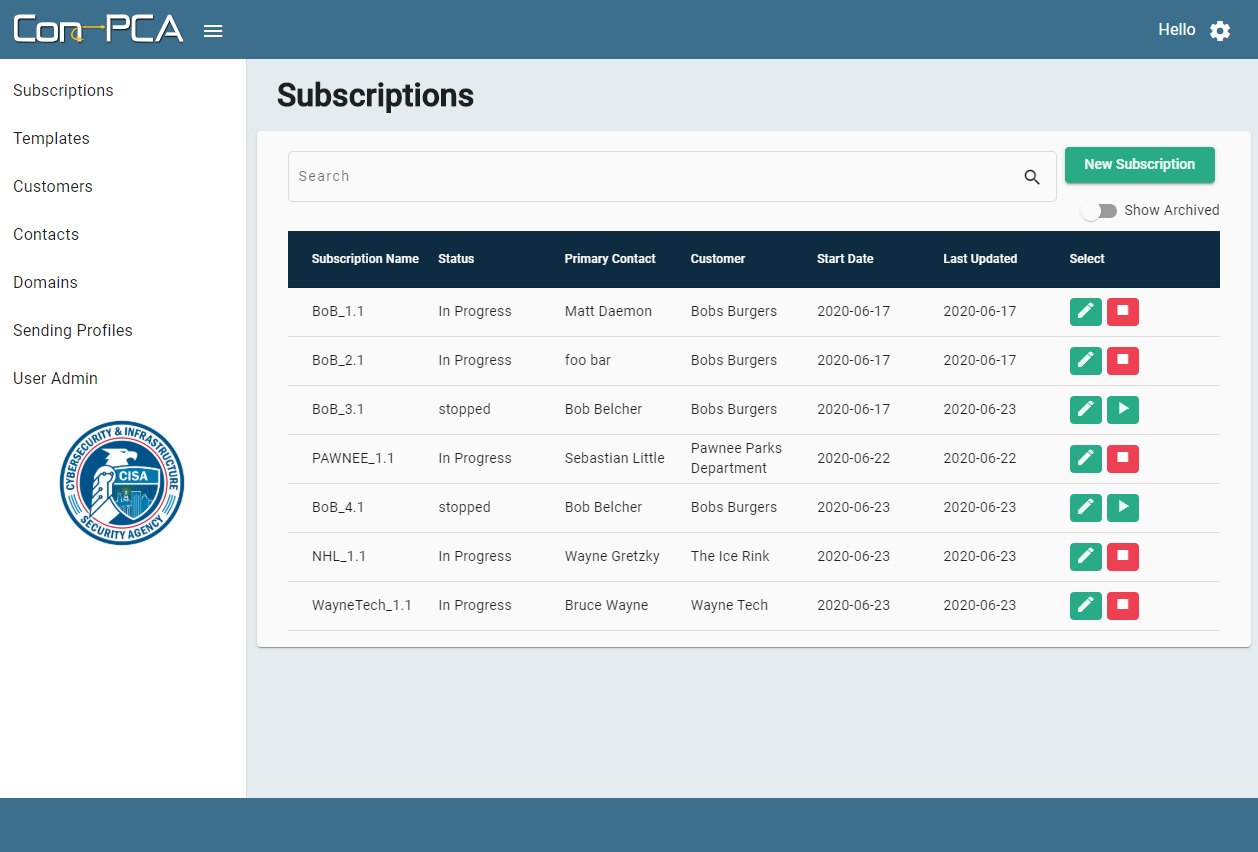 Con-PCA
Hello
Subscriptions
Templates
Customers
Contacts
Domains
Sending Profiles
User Admin
CYBERSECURITY & INFRASTRUCTURE
CISA
SECURITY AGENCY
Subscriptions
Search
New Subscription
Show Archived
Subscription Name Status Primary Contact Customer Start Date Last Updated Select
BoB_1.1 In Progress Matt Daemon Bobs Burgers 2020-06-17 2020-06-17
BoB_2.1 In Progress foo bar Bobs Burgers 2020-06-17 2020-06-17
BoB_3.1 stopped Bob Belcher Bobs Burgers 2020-06-17 2020-06-23
PAWNEE_1.1 In Progress Sebastian Little Pawnee Parks 2020-06-22 2020-06-22
Department
BoB_4.1 stopped Bob Belcher Bobs Burgers 2020-06-23 2020-06-23
NHL_1.1 In Progress Wayne Gretzky The Ice Rink 2020-06-23 2020-06-23
WayneTech_1.1 In Progress Bruce Wayne Wayne Tech 2020-06-23 2020-06-23